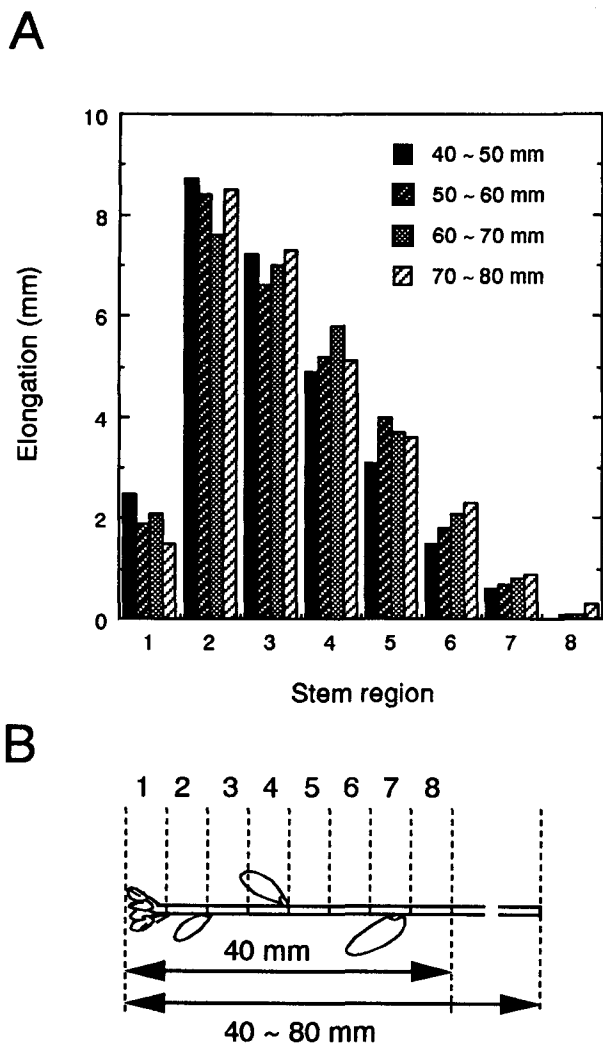 A
10
8
6
4
2
0
Elongation (mm)
40 ~ 50 mm
50 ~ 60 mm
60 ~ 70 mm
70 ~ 80 mm
1 2 3 4 5 6 7 8
Stem region
B
1 2 3 4 5 6 7 8
40 mm
40 ~ 80 mm